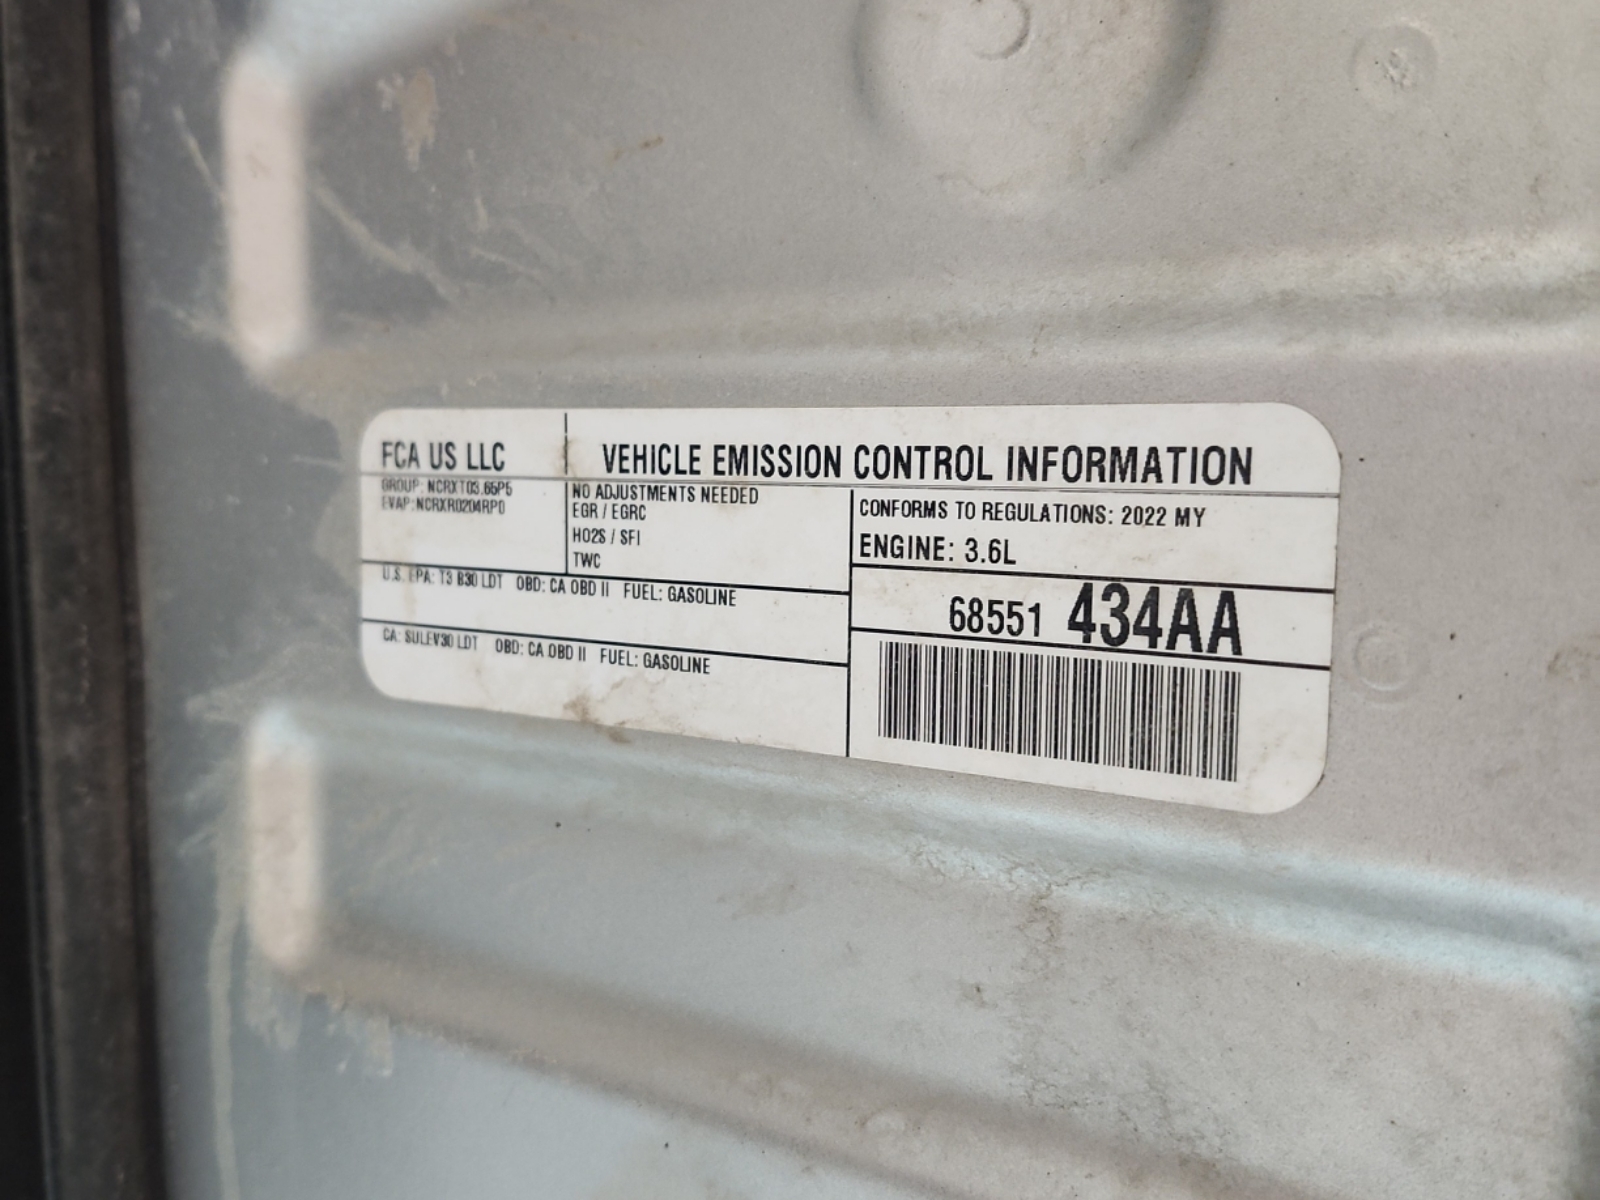 FCA US LLC
VEHICLE EMISSION CONTROL INFORMATION
GROUP: NCRXT03.65P5
EVAP: NCRXR0204RP0
NO ADJUSTMENTS NEEDED
EGR / EGRC
HO2S / SFI
TWC
CONFORMS TO REGULATIONS: 2022 MY
ENGINE: 3.6L
U.S. EPA: T3 B30 LDT OBD: CA OBD II FUEL: GASOLINE
CA: SULEV30 LDT OBD: CA OBD II FUEL: GASOLINE
68551 434AA